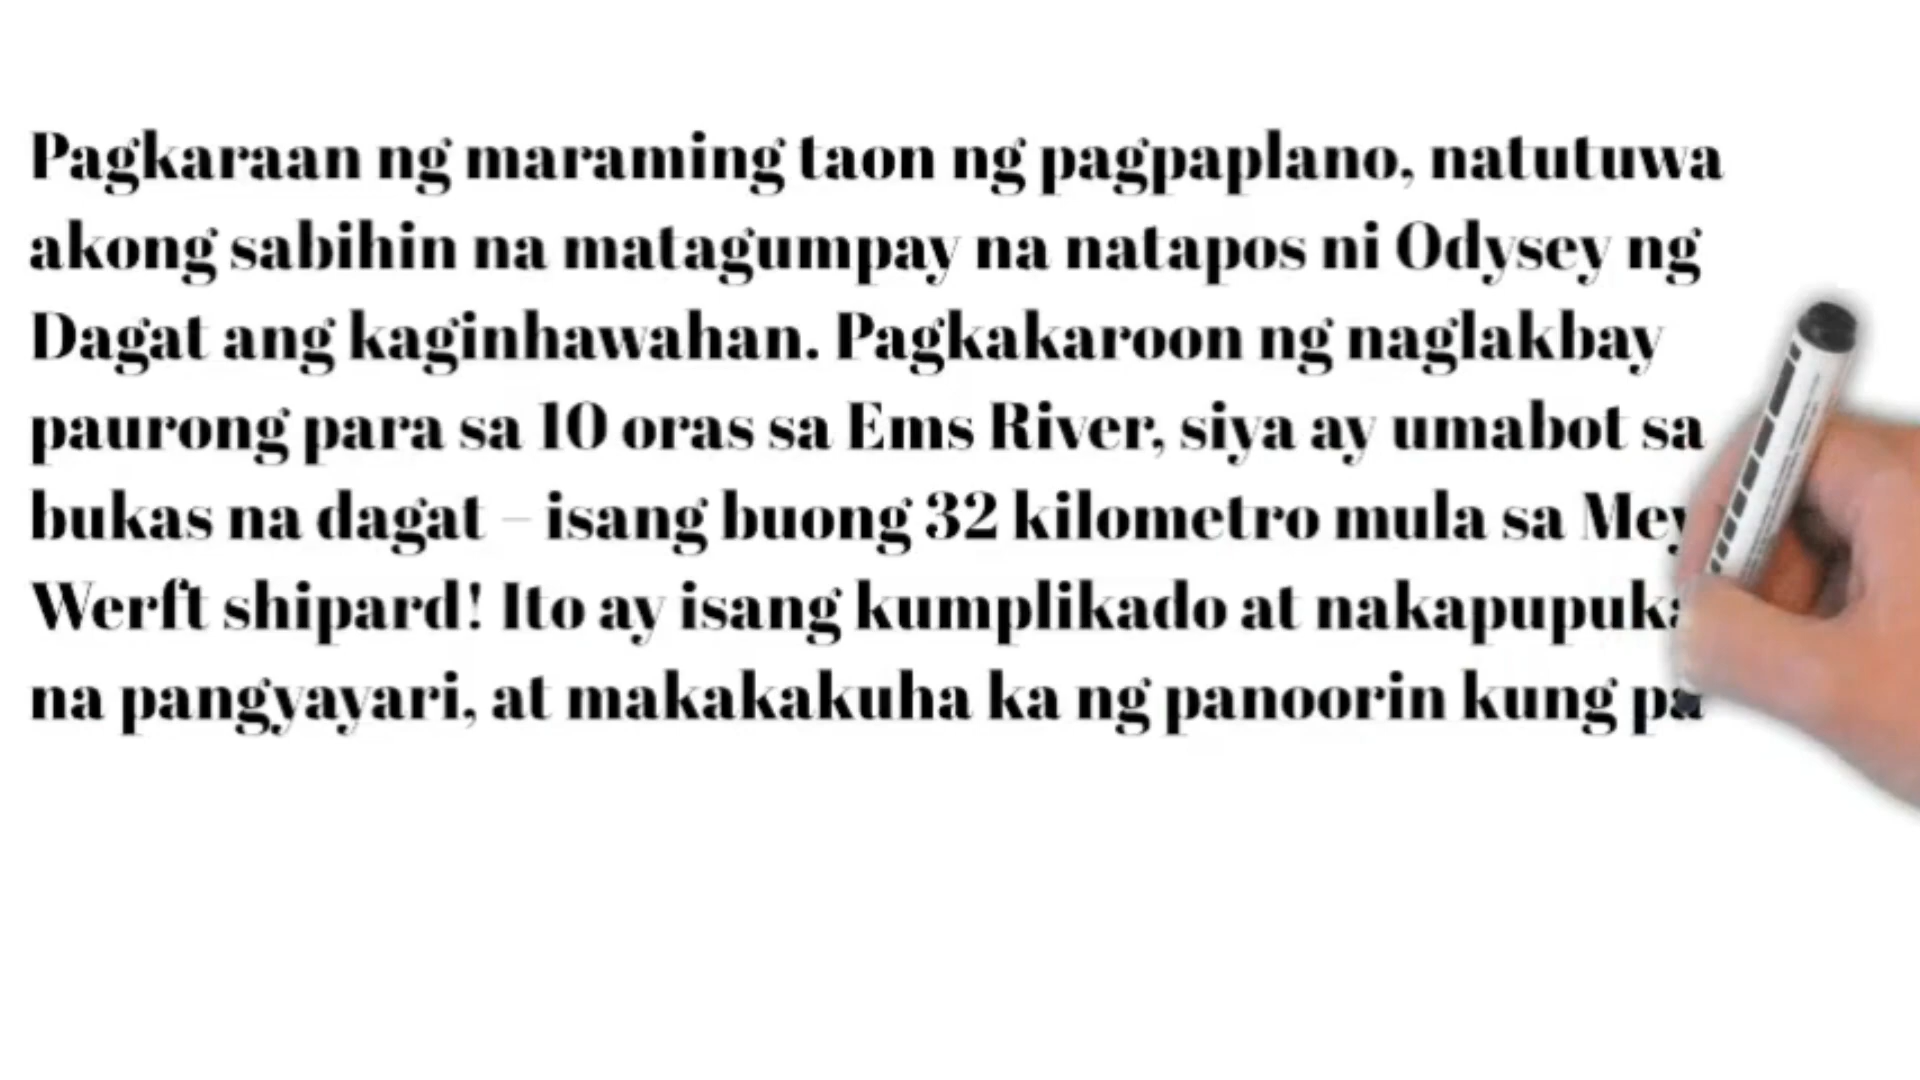 Pagkaraan ng maraming taon ng pagpaplano, natutuwa
akong sabihin na matagumpay na natapos ni Odysey ng
Dagat ang kaginhawahan. Pagkakaroon ng naglakbay
paurong para sa 10 oras sa Ems River, siya ay umabot sa
bukas na dagat – isang buong 32 kilometro mula sa
Werft shipard! Ito ay isang kumplikado at
na pangyayari, at makakakuha ka ng panoorin kung pa